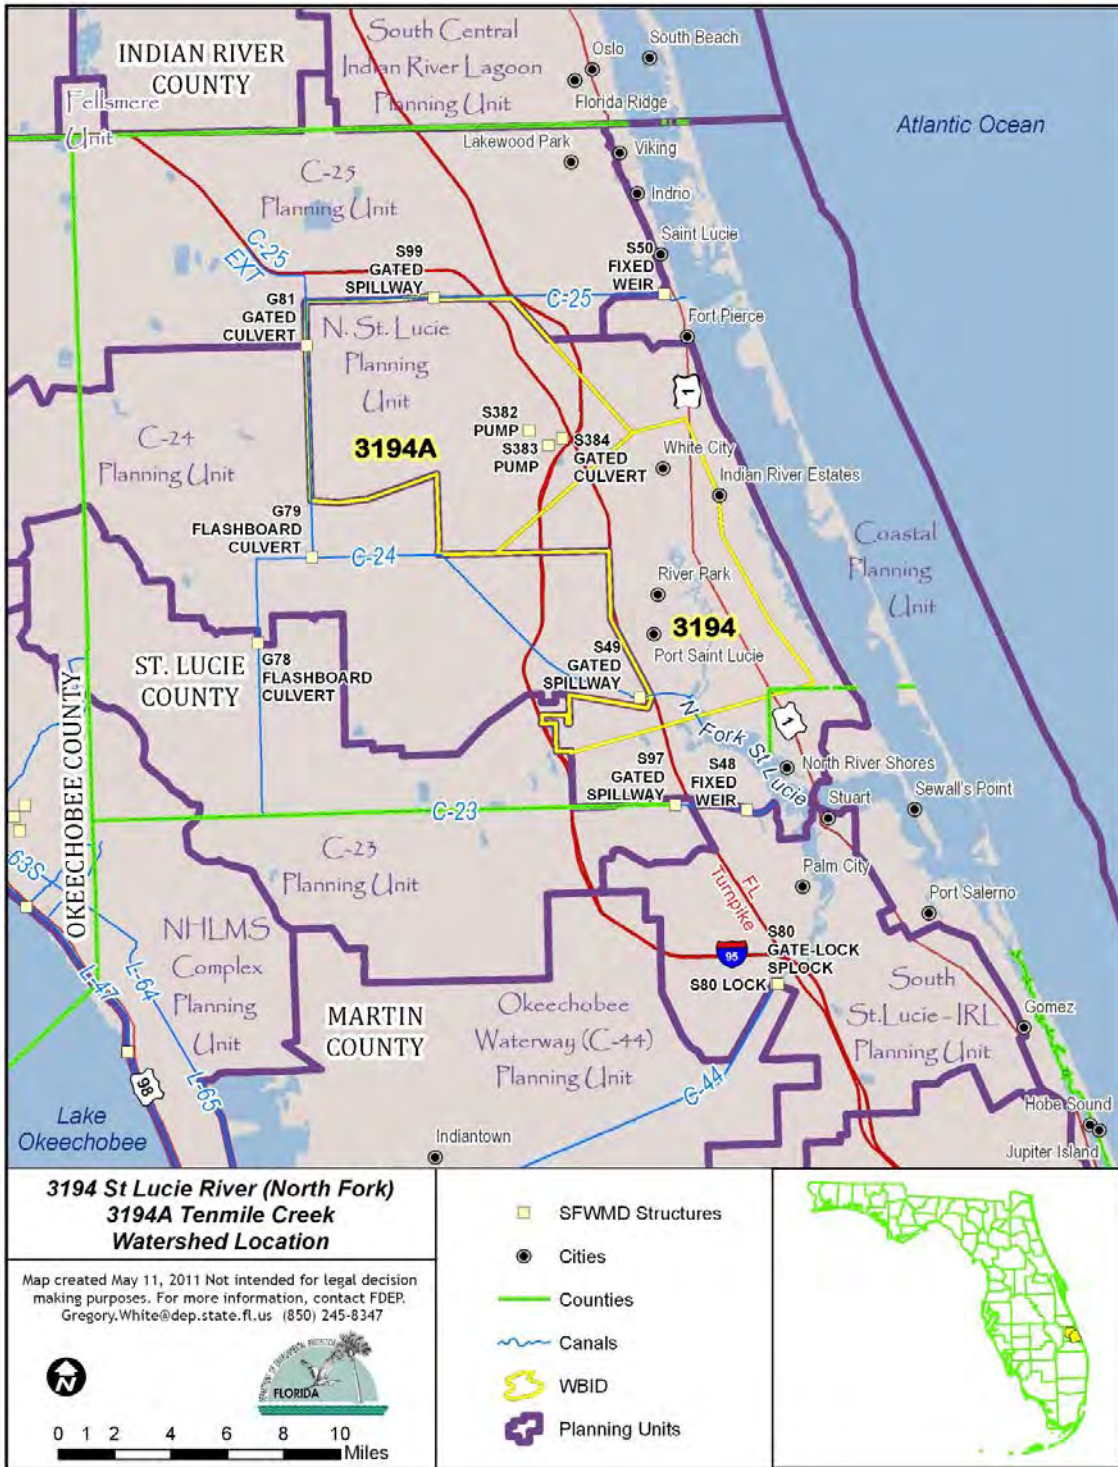 INDIAN RIVER
COUNTY
South Central
Indian River Lagoon
Planning Unit
Oslo
South Beach
Florida Ridge
Fellsmere
Unit
Atlantic Ocean
Lakewood Park
Viking
Indrio
C-25
Planning Unit
C-25
EXT
S99
GATED
SPILLWAY
S50
FIXED
WEIR
Saint Lucie
G81
GATED
CULVERT
C-25
N. St. Lucie
Planning
Unit
Fort Pierce
1
C-24
Planning Unit
3194A
S382
PUMP
S383
PUMP
S384
GATED
CULVERT
White City
Indian River Estates
G79
FLASHBOARD
CULVERT
C-24
Coastal
Planning
Unit
River Park
3194
Port Saint Lucie
ST. LUCIE
COUNTY
G78
FLASHBOARD
CULVERT
S49
GATED
SPILLWAY
OKEECHOBEE COUNTY
N Fork St Lucie
1
North River Shores
S97
GATED
SPILLWAY
S48
FIXED
WEIR
Stuart
Sewall's Point
C-23
C-23
Planning Unit
Palm City
Port Salerno
63S
FL
Turnpike
NHLMS
Complex
Planning
Unit
L-47
L-64
L-65
98
95
S80
GATE-LOCK
SPLOCK
S80 LOCK
South
St.Lucie - IRL
Planning Unit
Gomez
MARTIN
COUNTY
Okeechobee
Waterway (C-44)
Planning Unit
C-44
Lake
Okeechobee
Indiantown
Hobe Sound
Jupiter Island
3194 St Lucie River (North Fork)
3194A Tenmile Creek
Watershed Location
Map created May 11, 2011 Not intended for legal decision
making purposes. For more information, contact FDEP.
Gregory.White@dep.state.fl.us (850) 245-8347
N
DEPARTMENT OF ENVIRONMENTAL PROTECTION
FLORIDA
0 1 2 4 6 8 10
Miles
SFWMD Structures
Cities
Counties
Canals
WBID
Planning Units